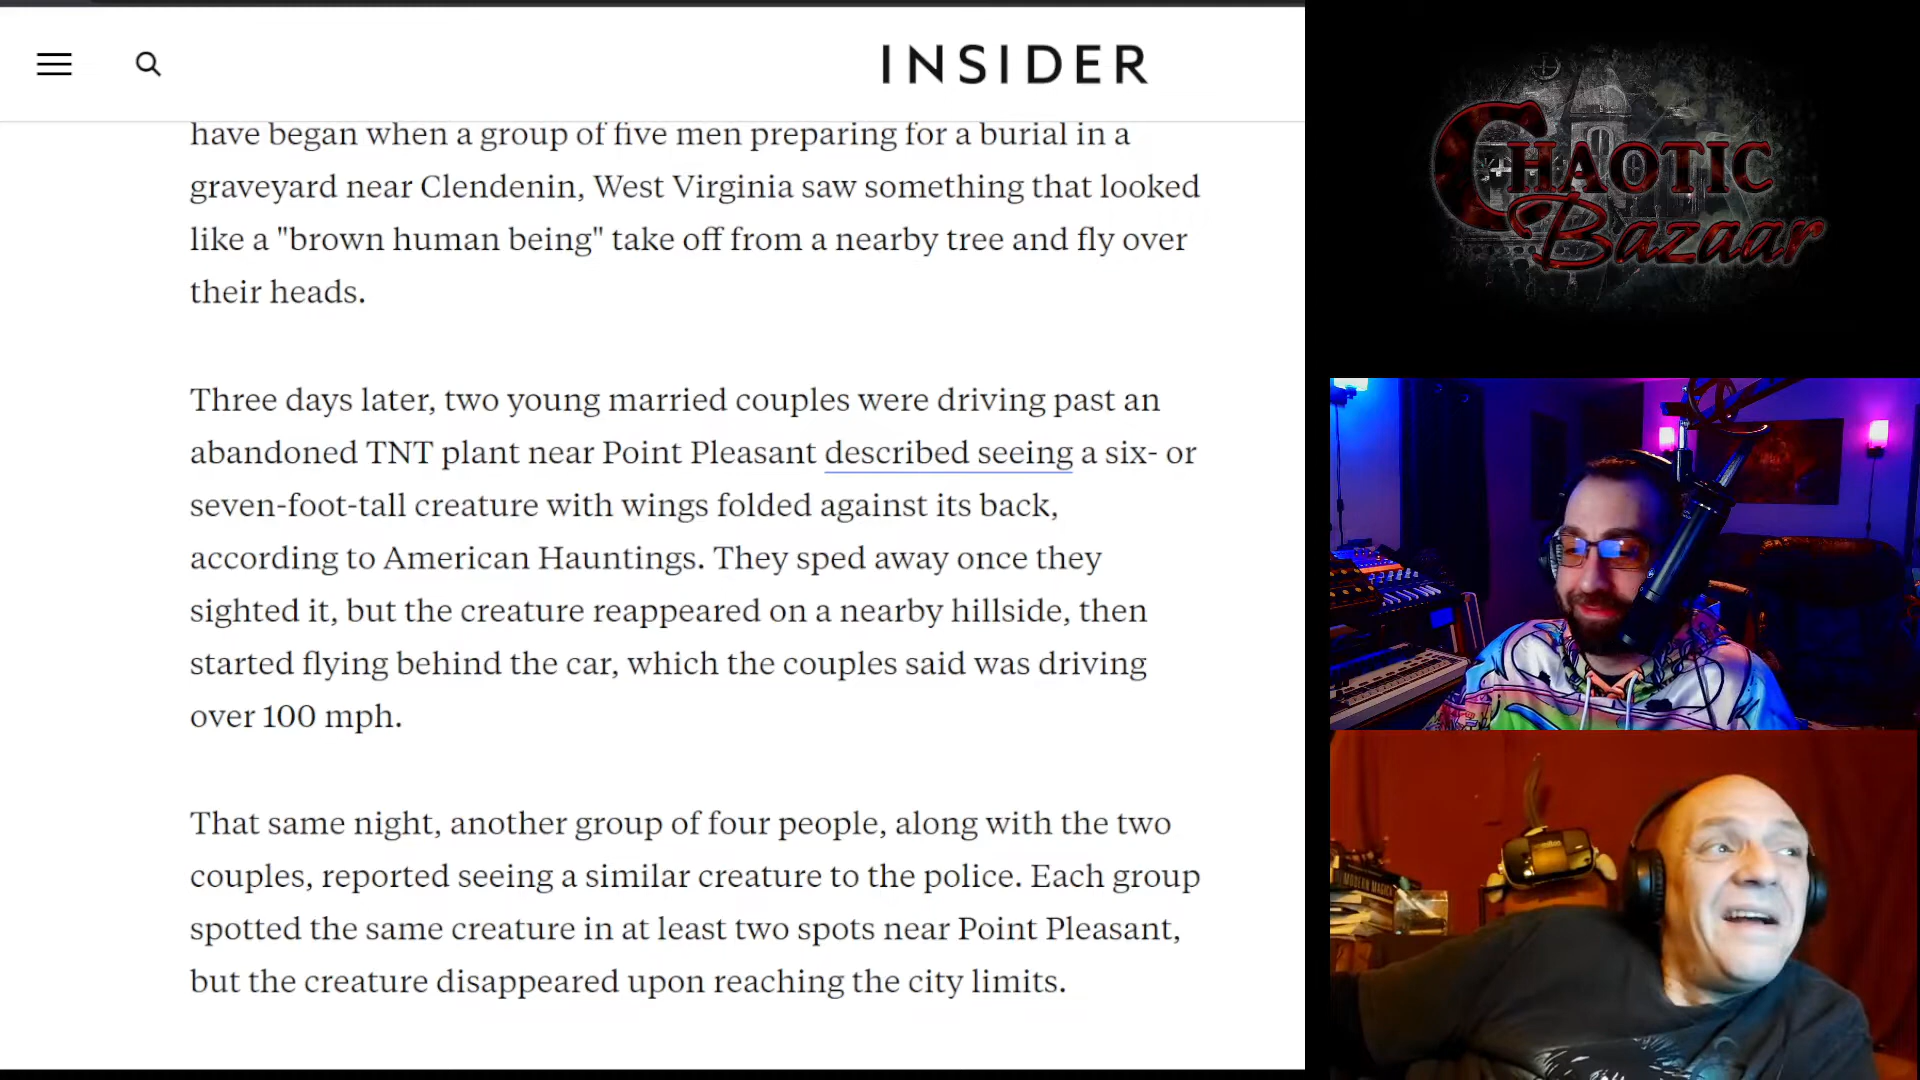 INSIDER
have began when a group of five men preparing for a burial in a
graveyard near Clendenin, West Virginia saw something that looked
like a "brown human being" take off from a nearby tree and fly over
their heads.
Three days later, two young married couples were driving past an
abandoned TNT plant near Point Pleasant described seeing a six- or
seven-foot-tall creature with wings folded against its back,
according to American Hauntings. They sped away once they
sighted it, but the creature reappeared on a nearby hillside, then
started flying behind the car, which the couples said was driving
over 100 mph.
That same night, another group of four people, along with the two
couples, reported seeing a similar creature to the police. Each group
spotted the same creature in at least two spots near Point Pleasant,
but the creature disappeared upon reaching the city limits.
CHAOTIC
Bazaar
MODERN MAGICK